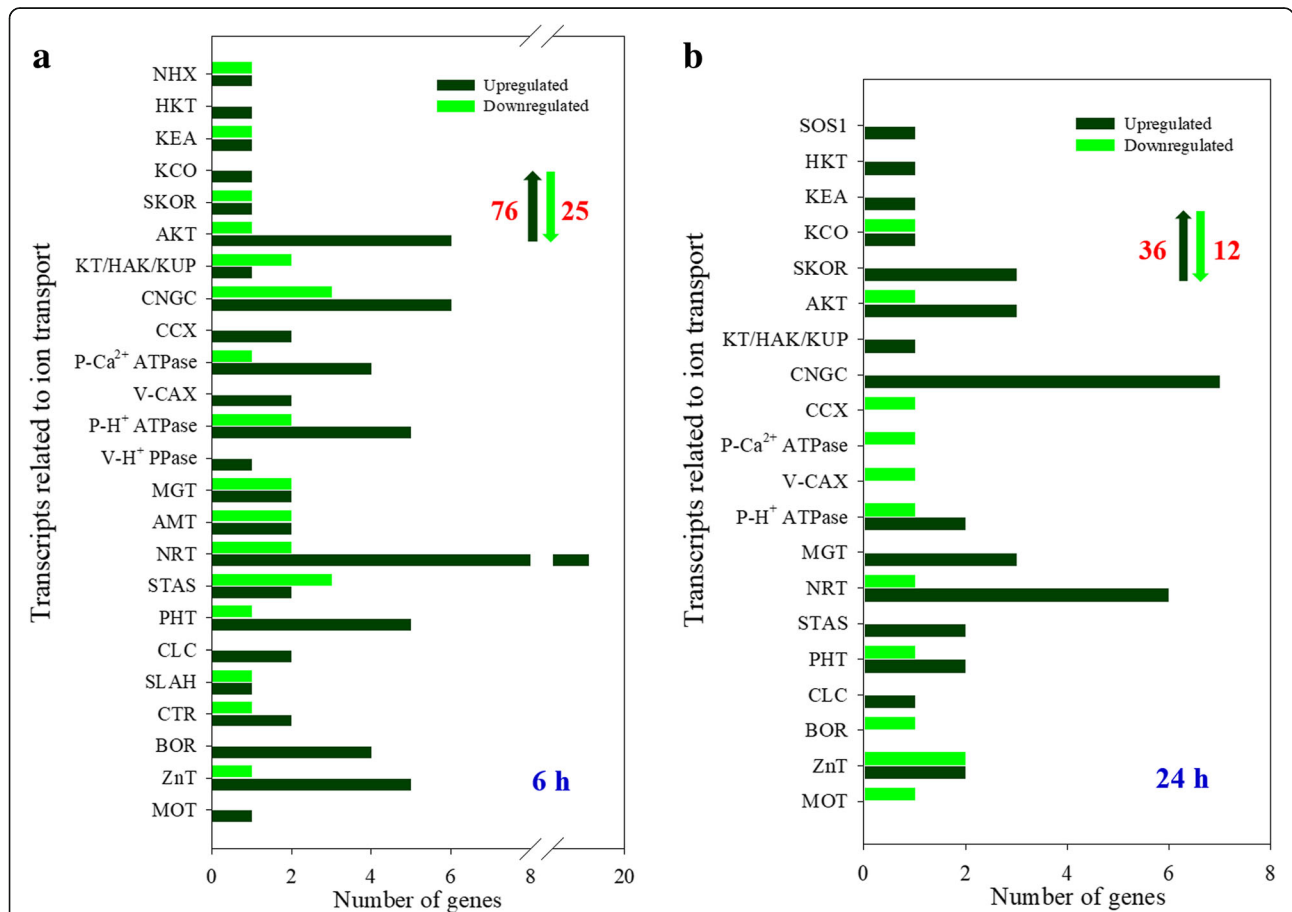 a
Upregulated
Downregulated
NHX
HKT
KEA
KCO
SKOR
AKT
KT/HAK/KUP
CNGC
CCX
P-Ca²⁺ ATPase
V-CAX
P-H⁺ ATPase
V-H⁺ PPase
MGT
AMT
NRT
STAS
PHT
CLC
SLAH
CTR
BOR
ZnT
MOT
Transcripts related to ion transport
76 25
6 h
0 2 4 6 8 20
Number of genes
b
Upregulated
Downregulated
SOS1
HKT
KEA
KCO
SKOR
AKT
KT/HAK/KUP
CNGC
CCX
P-Ca²⁺ ATPase
V-CAX
P-H⁺ ATPase
MGT
NRT
STAS
PHT
CLC
BOR
ZnT
MOT
Transcripts related to ion transport
36 12
24 h
0 2 4 6 8
Number of genes